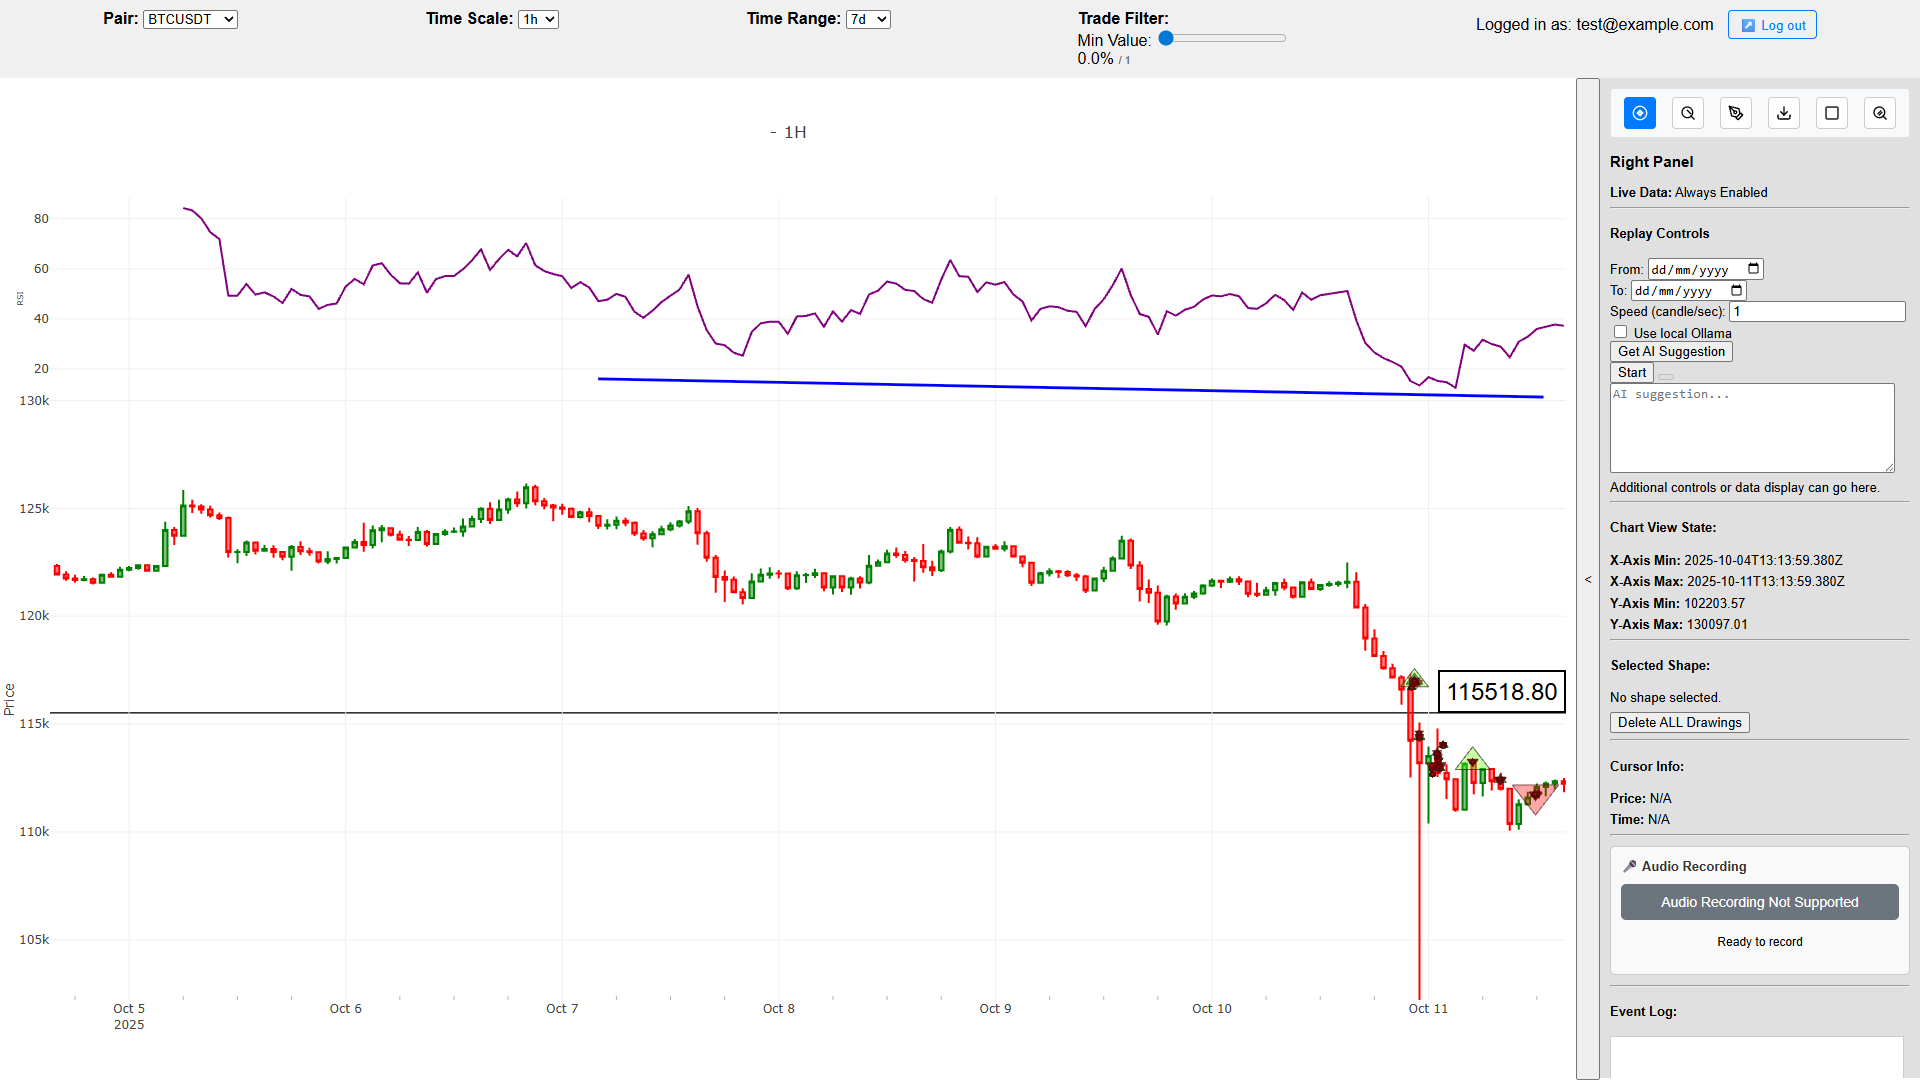 Pair: BTCUSDT
Time Scale: 1h
Time Range: 7d
Trade Filter:
Min Value:
0.0% / 1
Logged in as: test@example.com
Log out
- 1H
80
60
40
20
RSI
130k
125k
120k
115k
110k
105k
Price
115518.80
Oct 5
2025
Oct 6
Oct 7
Oct 8
Oct 9
Oct 10
Oct 11
<
Right Panel
Live Data: Always Enabled
Replay Controls
From: dd/mm/yyyy
To: dd/mm/yyyy
Speed (candle/sec): 1
Use local Ollama
Get AI Suggestion
Start
AI suggestion...
Additional controls or data display can go here.
Chart View State:
X-Axis Min: 2025-10-04T13:13:59.380Z
X-Axis Max: 2025-10-11T13:13:59.380Z
Y-Axis Min: 102203.57
Y-Axis Max: 130097.01
Selected Shape:
No shape selected.
Delete ALL Drawings
Cursor Info:
Price: N/A
Time: N/A
Audio Recording
Audio Recording Not Supported
Ready to record
Event Log: